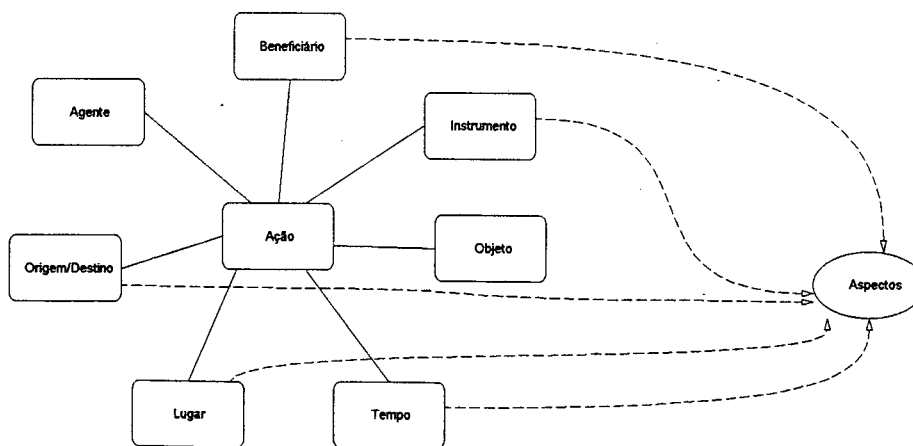 Beneficiário
Agente
Instrumento
Ação
Objeto
Origem/Destino
Aspectos
Lugar
Tempo